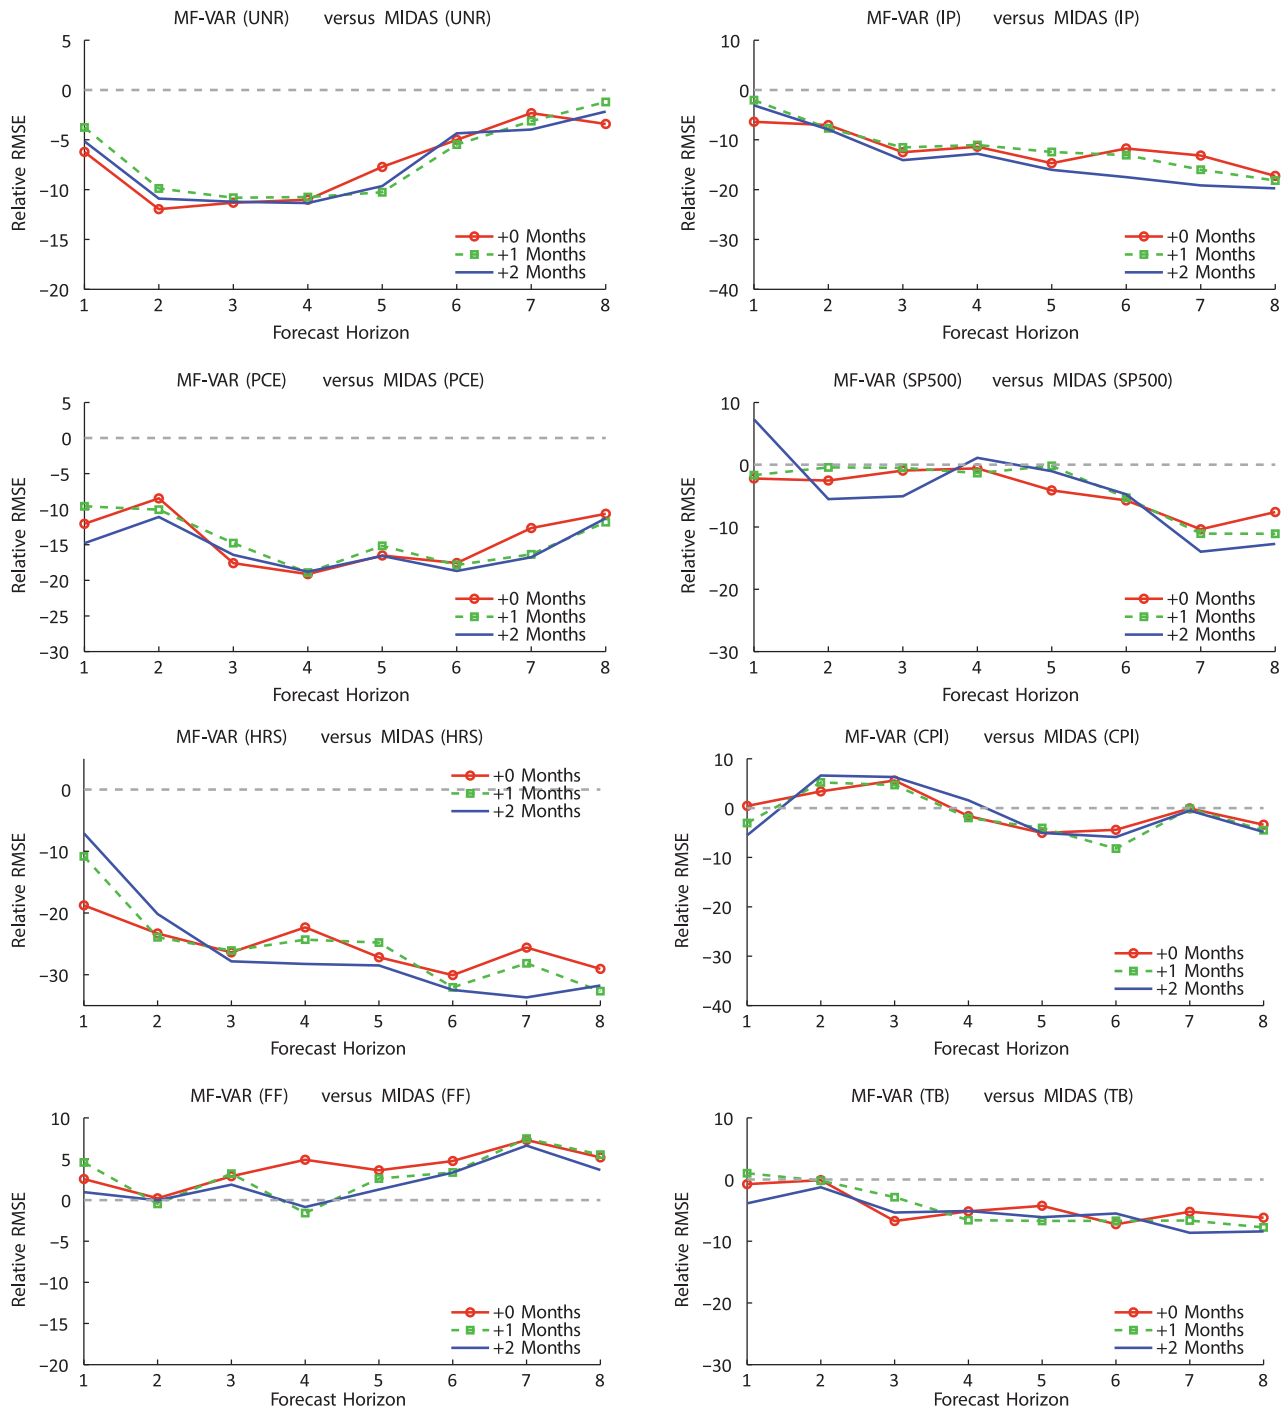 MF-VAR (UNR) versus MIDAS (UNR)
5
0
−5
−10
−15
−20
Relative RMSE
+0 Months
+1 Months
+2 Months
1 2 3 4 5 6 7 8
Forecast Horizon
MF-VAR (IP) versus MIDAS (IP)
10
0
−10
−20
−30
−40
Relative RMSE
+0 Months
+1 Months
+2 Months
1 2 3 4 5 6 7 8
Forecast Horizon
MF-VAR (PCE) versus MIDAS (PCE)
5
0
−5
−10
−15
−20
−25
−30
Relative RMSE
+0 Months
+1 Months
+2 Months
1 2 3 4 5 6 7 8
Forecast Horizon
MF-VAR (SP500) versus MIDAS (SP500)
10
0
−10
−20
−30
Relative RMSE
+0 Months
+1 Months
+2 Months
1 2 3 4 5 6 7 8
Forecast Horizon
MF-VAR (HRS) versus MIDAS (HRS)
0
−10
−20
−30
Relative RMSE
+0 Months
+1 Months
+2 Months
1 2 3 4 5 6 7 8
Forecast Horizon
MF-VAR (CPI) versus MIDAS (CPI)
10
0
−10
−20
−30
−40
Relative RMSE
+0 Months
+1 Months
+2 Months
1 2 3 4 5 6 7 8
Forecast Horizon
MF-VAR (FF) versus MIDAS (FF)
10
5
0
−5
−10
−15
−20
Relative RMSE
+0 Months
+1 Months
+2 Months
1 2 3 4 5 6 7 8
Forecast Horizon
MF-VAR (TB) versus MIDAS (TB)
10
0
−10
−20
−30
Relative RMSE
+0 Months
+1 Months
+2 Months
1 2 3 4 5 6 7 8
Forecast Horizon